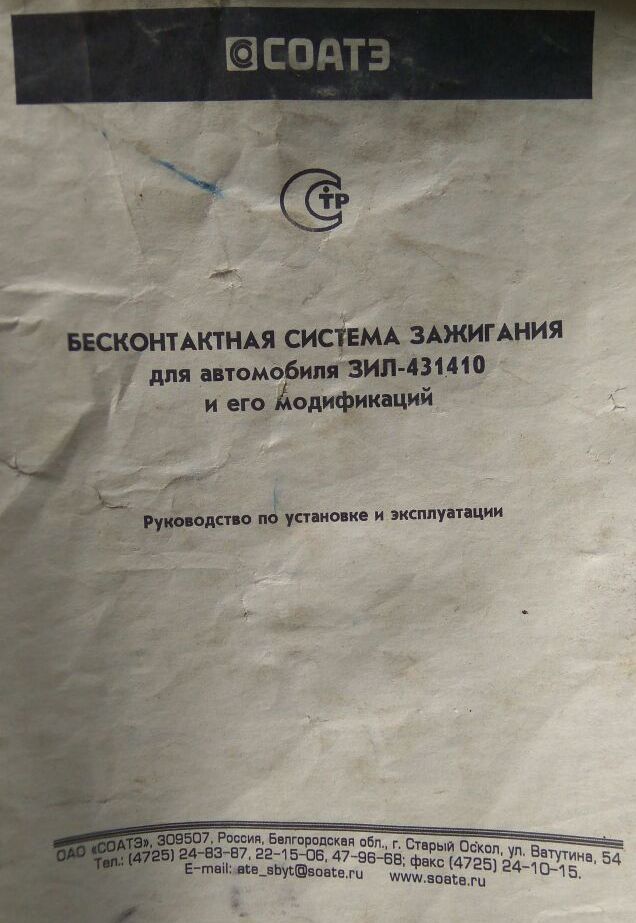 СОАТЭ
СТР
БЕСКОНТАКТНАЯ СИСТЕМА ЗАЖИГАНИЯ
для автомобиля ЗИЛ-431410
и его модификаций
Руководство по установке и эксплуатации
ОАО «СОАТЭ», 309507, Россия, Белгородская обл., г. Старый Оскол, ул. Ватутина, 54
Тел.: (4725) 24-83-87, 22-15-06, 47-96-68; факс (4725) 24-10-15.
E-mail: ate_sbyt@soate.ru www.soate.ru